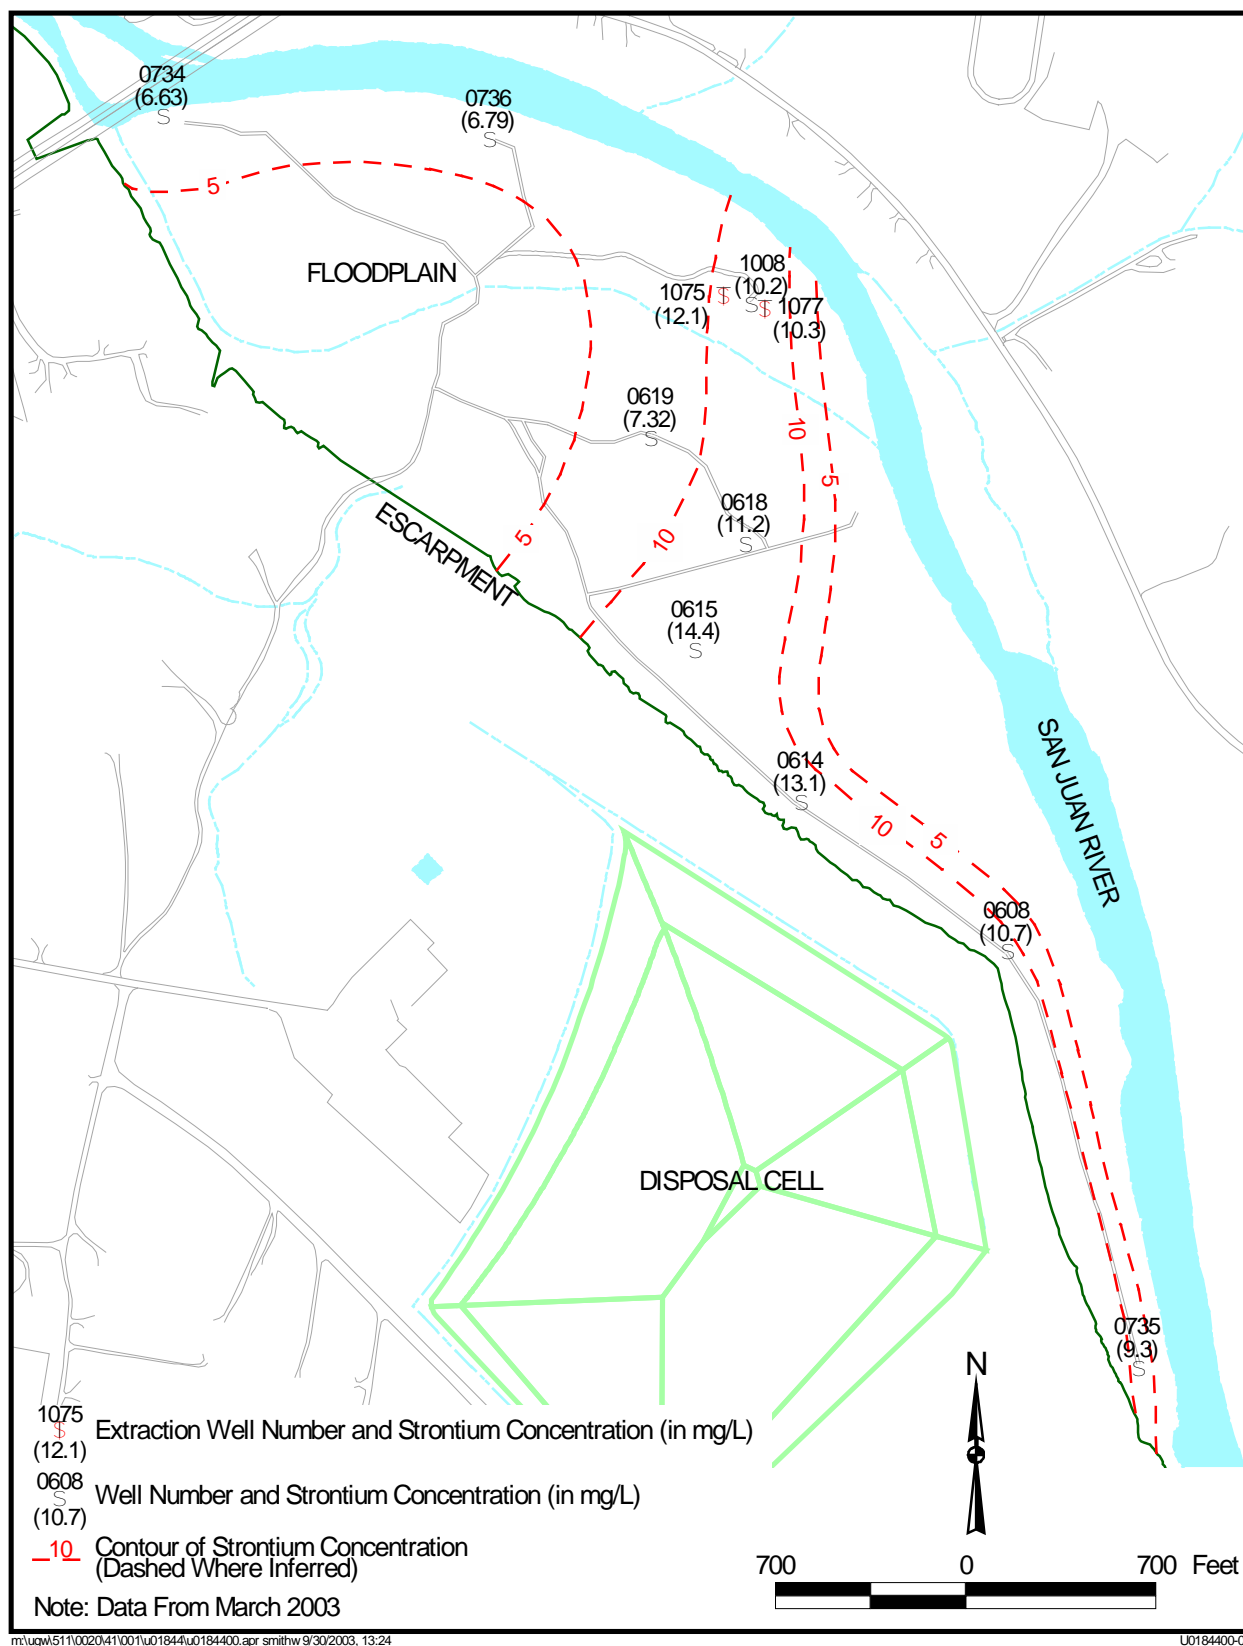 0734
(6.63)
S
0736
(6.79)
S
5
FLOODPLAIN
1008
(10.2)
S
1075
(12.1)
S
S
1077
(10.3)
0619
(7.32)
S
10
5
0618
(11.2)
S
ESCARPMENT
5
10
0615
(14.4)
S
SAN JUAN RIVER
0614
(13.1)
S
10
5
0608
(10.7)
S
DISPOSAL CELL
0735
(9.3)
S
N
1075
S
(12.1)
Extraction Well Number and Strontium Concentration (in mg/L)
0608
S
(10.7)
Well Number and Strontium Concentration (in mg/L)
10
Contour of Strontium Concentration
(Dashed Where Inferred)
Note: Data From March 2003
700 0 700 Feet
m:\ugw\511\0020\41\001\u01844\u0184400.apr smithw 9/30/2003, 13:24
U0184400-0